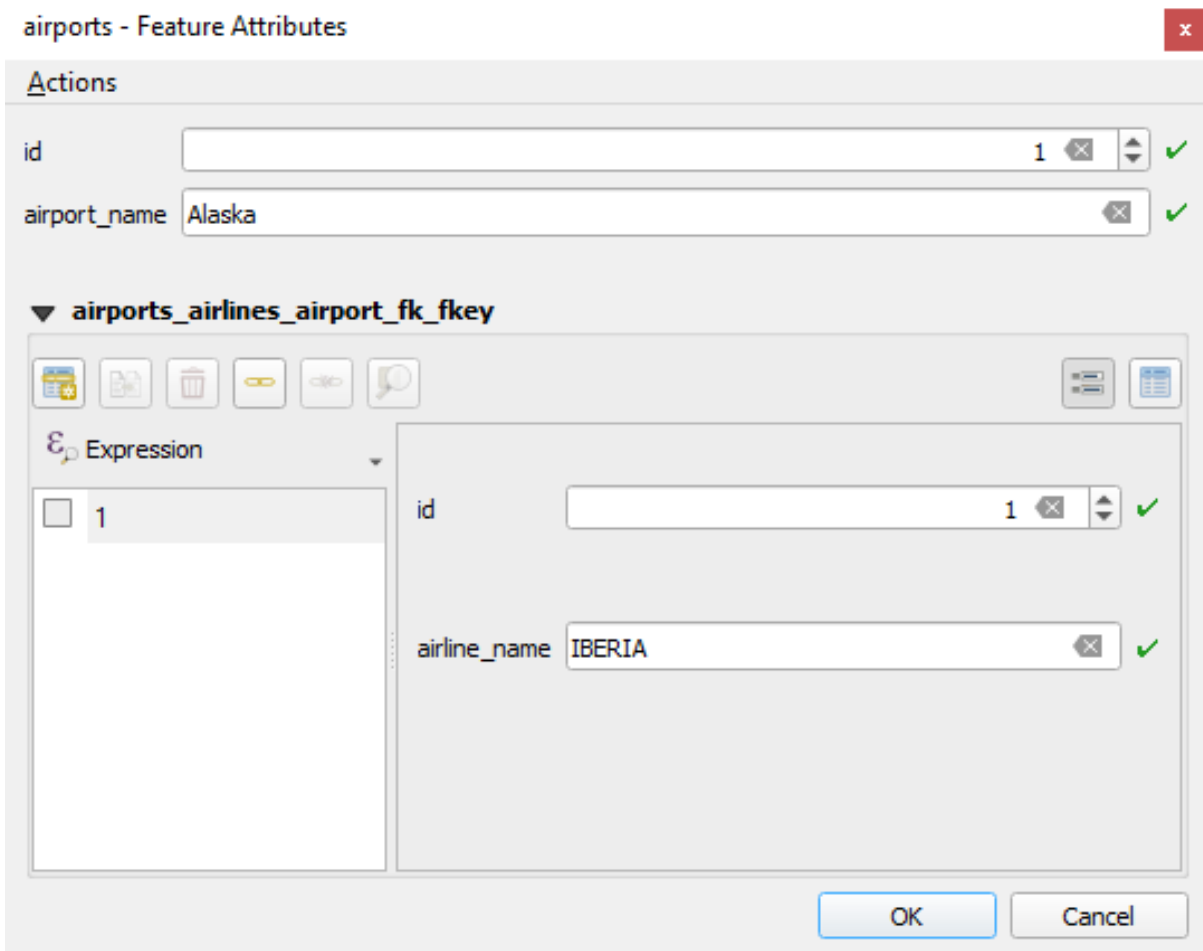 airports - Feature Attributes
x
Actions
id 1
airport_name Alaska
airports_airlines_airport_fk_fkey
Expression
1
id 1
airline_name IBERIA
OK Cancel